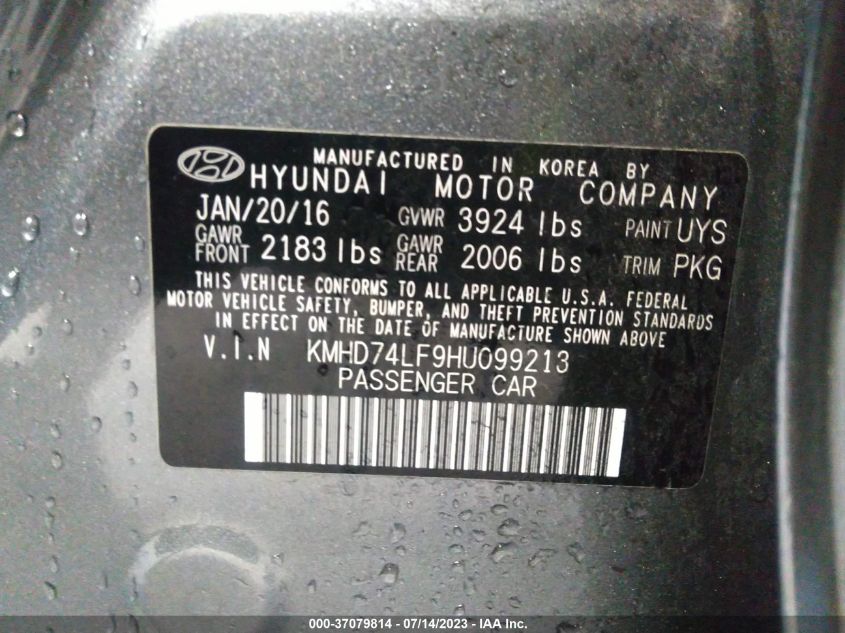 MANUFACTURED IN KOREA BY
HYUNDAI MOTOR COMPANY
JAN/20/16 GVWR 3924 lbs PAINT UYS
GAWR FRONT 2183 lbs GAWR REAR 2006 lbs TRIM PKG
THIS VEHICLE CONFORMS TO ALL APPLICABLE U.S.A. FEDERAL
MOTOR VEHICLE SAFETY, BUMPER, AND THEFT PREVENTION STANDARDS
IN EFFECT ON THE DATE OF MANUFACTURE SHOWN ABOVE
V.I.N KMHD74LF9HU099213
PASSENGER CAR
000-37079814 - 07/14/2023 - IAA Inc.